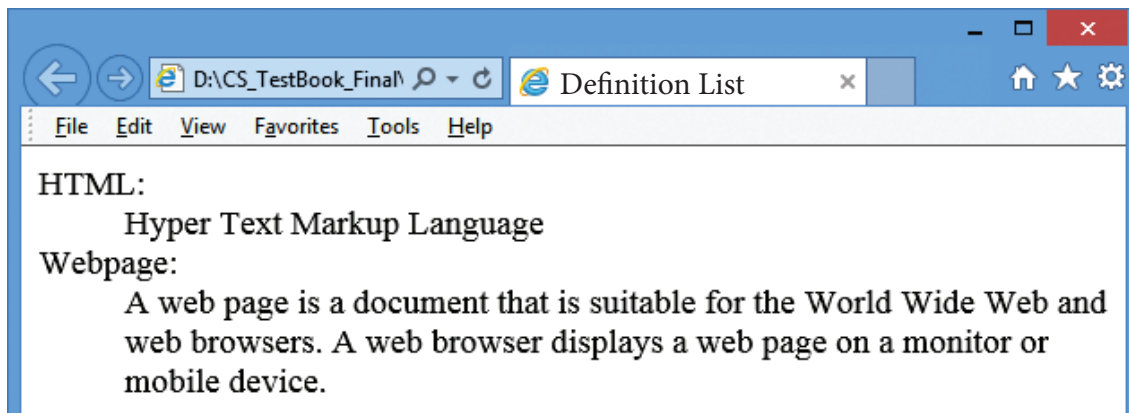 D:\CS_TestBook_Final\
Definition List
File Edit View Favorites Tools Help
HTML:
Hyper Text Markup Language
Webpage:
A web page is a document that is suitable for the World Wide Web and
web browsers. A web browser displays a web page on a monitor or
mobile device.